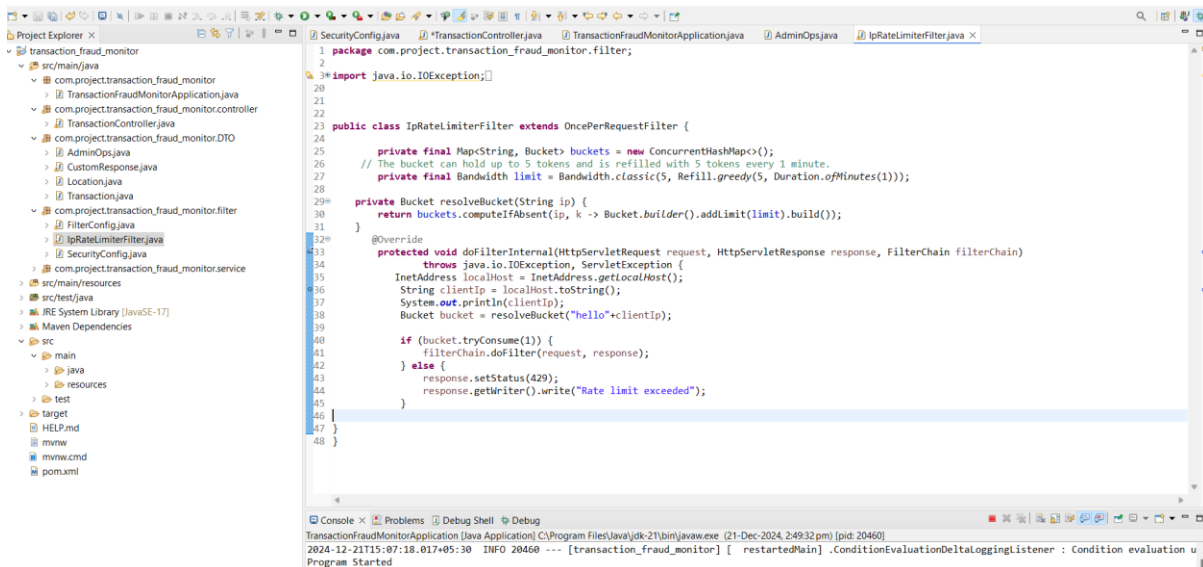 Project Explorer
transaction_fraud_monitor
src/main/java
com.project.transaction_fraud_monitor
TransactionFraudMonitorApplication.java
com.project.transaction_fraud_monitor.controller
TransactionController.java
com.project.transaction_fraud_monitor.DTO
AdminOps.java
CustomResponse.java
Location.java
Transaction.java
com.project.transaction_fraud_monitor.filter
FilterConfig.java
IpRateLimiterFilter.java
SecurityConfig.java
com.project.transaction_fraud_monitor.service
src/main/resources
src/test/java
JRE System Library [JavaSE-17]
Maven Dependencies
src
main
java
resources
test
target
HELP.md
mvnw
mvnw.cmd
pom.xml
SecurityConfig.java *TransactionController.java TransactionFraudMonitorApplication.java AdminOps.java IpRateLimiterFilter.java
1 package com.project.transaction_fraud_monitor.filter;
2
3 import java.io.IOException;
20
21
22
23 public class IpRateLimiterFilter extends OncePerRequestFilter {
24
25 private final Map<String, Bucket> buckets = new ConcurrentHashMap<>();
26 // The bucket can hold up to 5 tokens and is refilled with 5 tokens every 1 minute.
27 private final Bandwidth limit = Bandwidth.classic(5, Refill.greedy(5, Duration.ofMinutes(1)));
28
29 private Bucket resolveBucket(String ip) {
30 return buckets.computeIfAbsent(ip, k -> Bucket.builder().addLimit(limit).build());
31 }
32 @Override
33 protected void doFilterInternal(HttpServletRequest request, HttpServletResponse response, FilterChain filterChain)
34 throws java.io.IOException, ServletException {
35 InetAddress localHost = InetAddress.getLocalHost();
36 String clientIp = localHost.toString();
37 System.out.println(clientIp);
38 Bucket bucket = resolveBucket("hello"+clientIp);
39
40 if (bucket.tryConsume(1)) {
41 filterChain.doFilter(request, response);
42 } else {
43 response.setStatus(429);
44 response.getWriter().write("Rate limit exceeded");
45 }
46
47 }
48 }
Console Problems Debug Shell Debug
TransactionFraudMonitorApplication [Java Application] C:\Program Files\Java\jdk-21\bin\javaw.exe (21-Dec-2024, 2:49:32 pm) [pid: 20460]
2024-12-21T15:07:18.017+05:30 INFO 20460 --- [transaction_fraud_monitor] [ restartedMain] .ConditionEvaluationDeltaLoggingListener : Condition evaluation u
Program Started